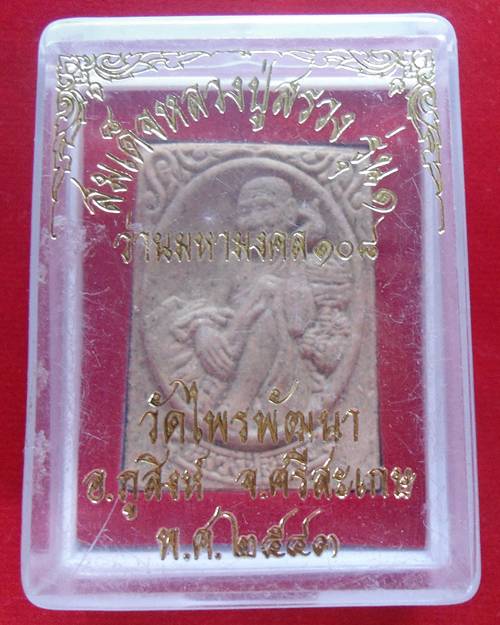 สมเด็จหลวงปู่สรวง รุ่น ๑
ว่านมหามงคล ๑๐๘
วัดไพรพัฒนา
อ.ภูสิงห์ จ.ศรีสะเกษ
พ.ศ.๒๕๔๓